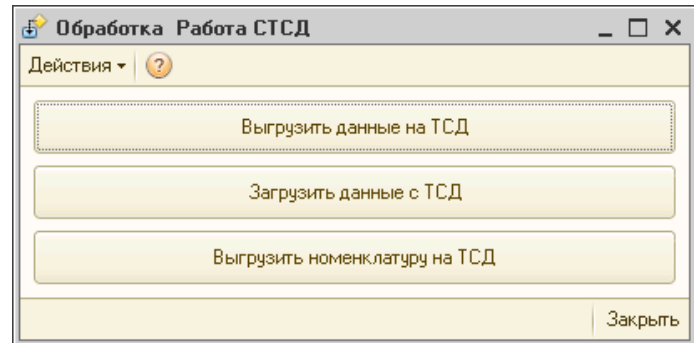 Обработка Работа СТСД
Действия
Выгрузить данные на ТСД
Загрузить данные с ТСД
Выгрузить номенклатуру на ТСД
Закрыть